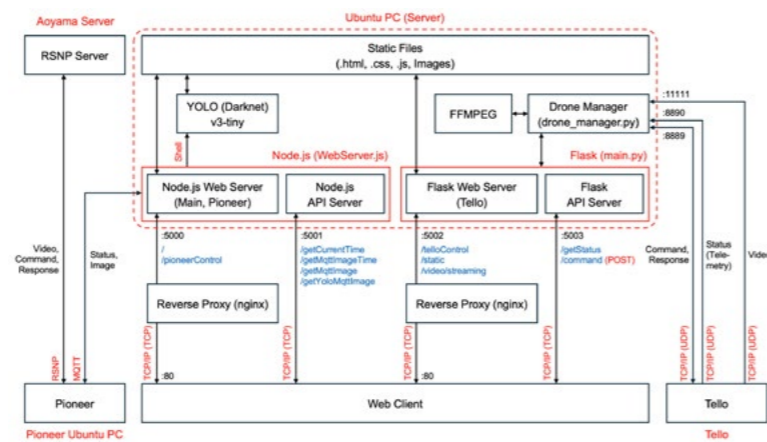 Aoyama Server
Ubuntu PC (Server)
RSNP Server
Static Files
(.html, .css, .js, Images)
YOLO (Darknet)
v3-tiny
FFMPEG
Drone Manager
(drone_manager.py)
:11111
:8890
:8889
Shell
Node.js (WebServer.js)
Flask (main.py)
Node.js Web Server
(Main, Pioneer)
Node.js
API Server
Flask Web Server
(Tello)
Flask
API Server
Video,
Command,
Response
Status,
Image
:5000
/
/pioneerControl
:5001
/getCurrentTime
/getMqttImageTime
/getMqttImage
/getYoloMqttImage
:5002
/telloControl
/static
/video/streaming
:5003
/getStatus
/command (POST)
Command,
Response
Status
(Tele-
metry)
Video
Reverse Proxy (nginx)
Reverse Proxy (nginx)
RSNP
MQTT
TCP/IP (TCP)
:80
TCP/IP (TCP)
TCP/IP (TCP)
:80
TCP/IP (TCP)
TCP/IP (UDP)
TCP/IP (UDP)
TCP/IP (UDP)
Pioneer
Web Client
Tello
Pioneer Ubuntu PC
Tello